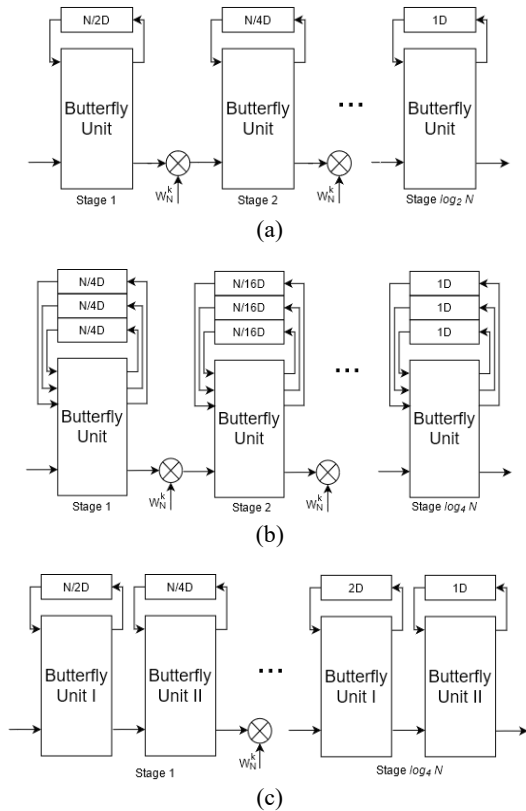 N/2D N/4D 1D
Butterfly Unit Butterfly Unit ... Butterfly Unit
W_N^k W_N^k
Stage 1 Stage 2 Stage log₂ N
(a)
N/4D N/16D 1D
N/4D N/16D 1D
N/4D N/16D 1D
Butterfly Unit Butterfly Unit ... Butterfly Unit
W_N^k W_N^k
Stage 1 Stage 2 Stage log₄ N
(b)
N/2D N/4D 2D 1D
Butterfly Unit I Butterfly Unit II ... Butterfly Unit I Butterfly Unit II
W_N^k
Stage 1 Stage log₄ N
(c)